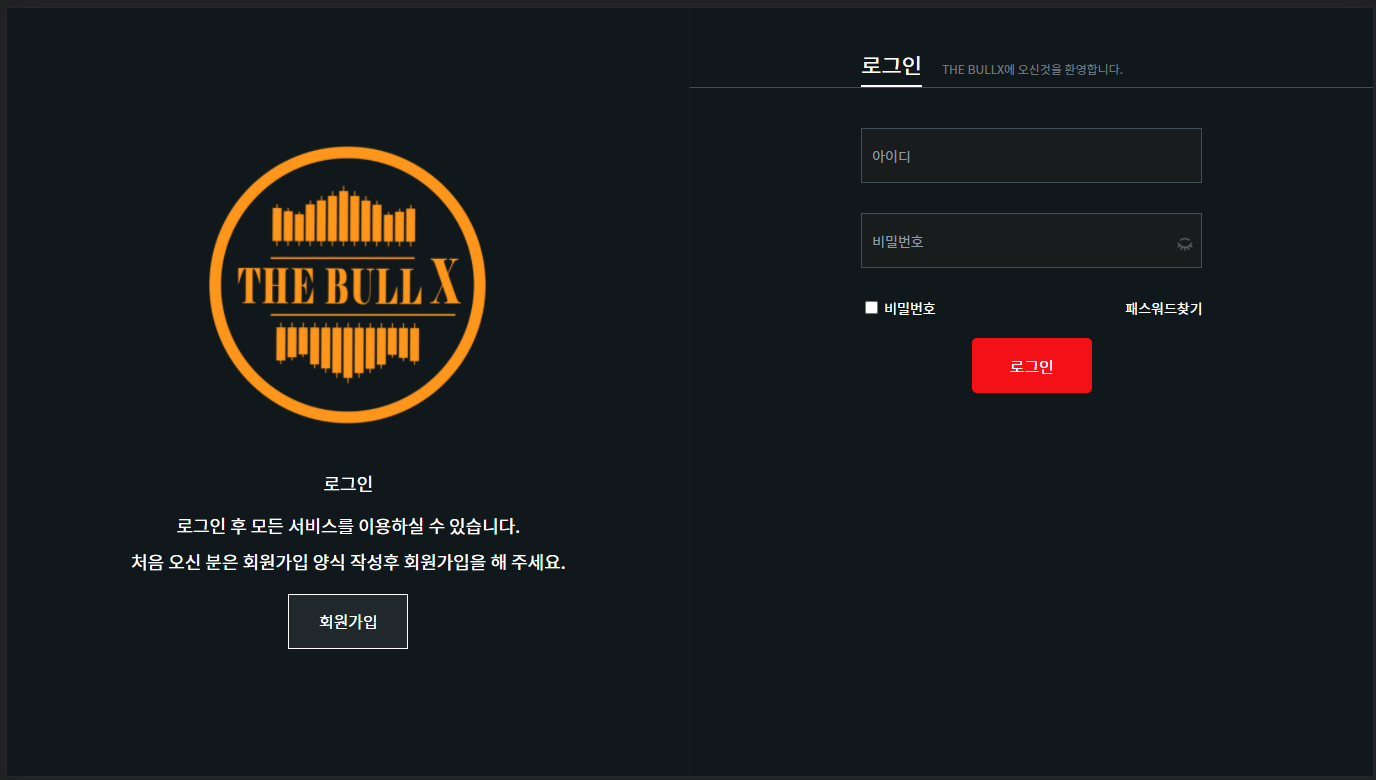 THE BULL X
로그인
로그인 후 모든 서비스를 이용하실 수 있습니다.
처음 오신 분은 회원가입 양식 작성후 회원가입을 해 주세요.
회원가입
로그인 THE BULLX에 오신것을 환영합니다.
아이디
비밀번호
비밀번호 패스워드찾기
로그인